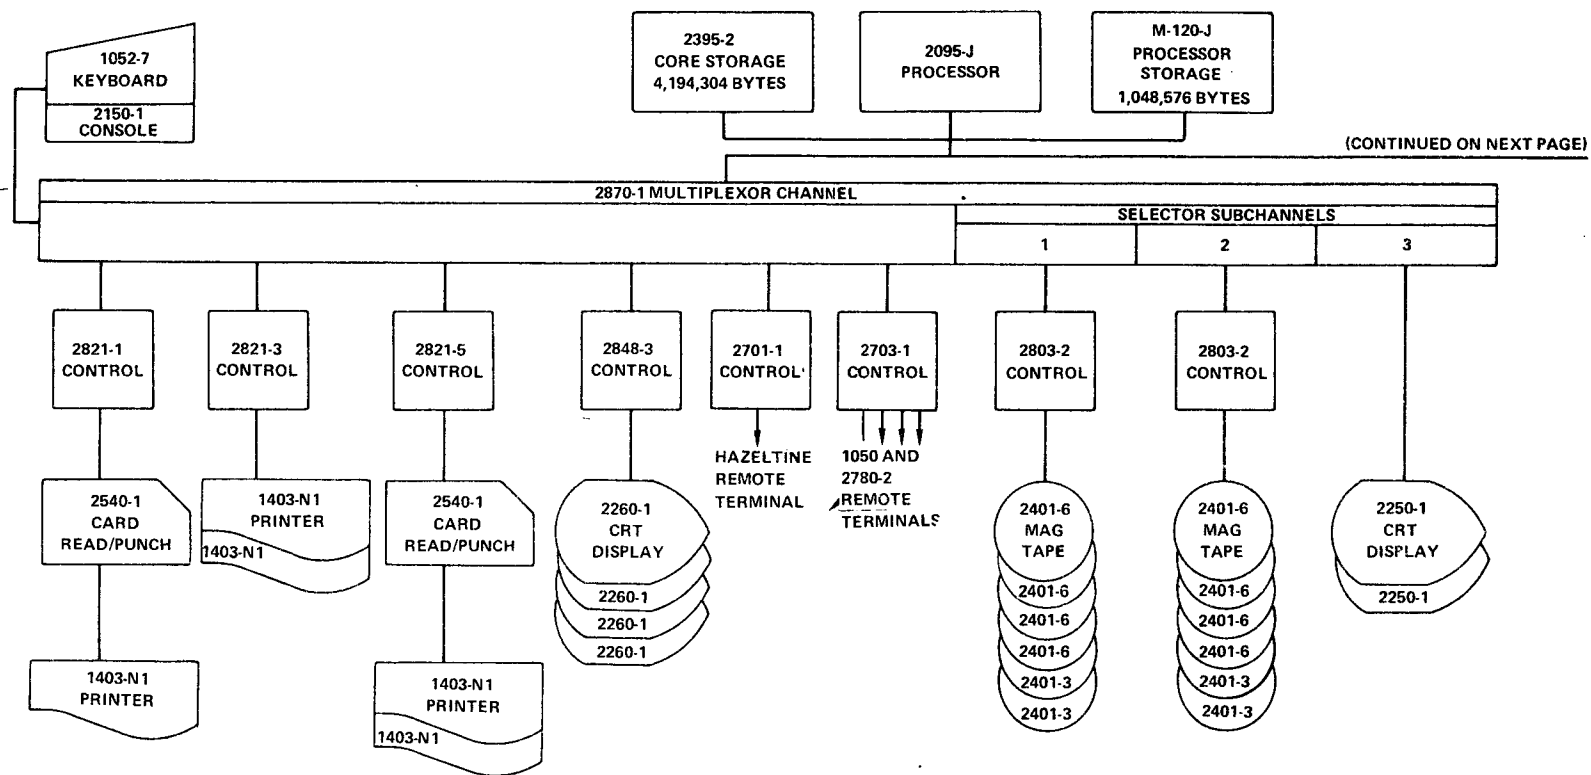 1052-7
KEYBOARD
2150-1
CONSOLE
2395-2
CORE STORAGE
4,194,304 BYTES
2095-J
PROCESSOR
M-120-J
PROCESSOR
STORAGE
1,048,576 BYTES
(CONTINUED ON NEXT PAGE)
2870-1 MULTIPLEXOR CHANNEL
SELECTOR SUBCHANNELS
1
2
3
2821-1
CONTROL
2821-3
CONTROL
2821-5
CONTROL
2848-3
CONTROL
2701-1
CONTROL
2703-1
CONTROL
2803-2
CONTROL
2803-2
CONTROL
HAZELTINE
REMOTE
TERMINAL
1050 AND
2780-2
REMOTE
TERMINALS
2540-1
CARD
READ/PUNCH
1403-N1
PRINTER
1403-N1
2540-1
CARD
READ/PUNCH
2260-1
CRT
DISPLAY
2260-1
2260-1
2260-1
2401-6
MAG
TAPE
2401-6
2401-6
2401-6
2401-3
2401-3
2401-6
MAG
TAPE
2401-6
2401-6
2401-6
2401-3
2401-3
2250-1
CRT
DISPLAY
2250-1
1403-N1
PRINTER
1403-N1
PRINTER
1403-N1